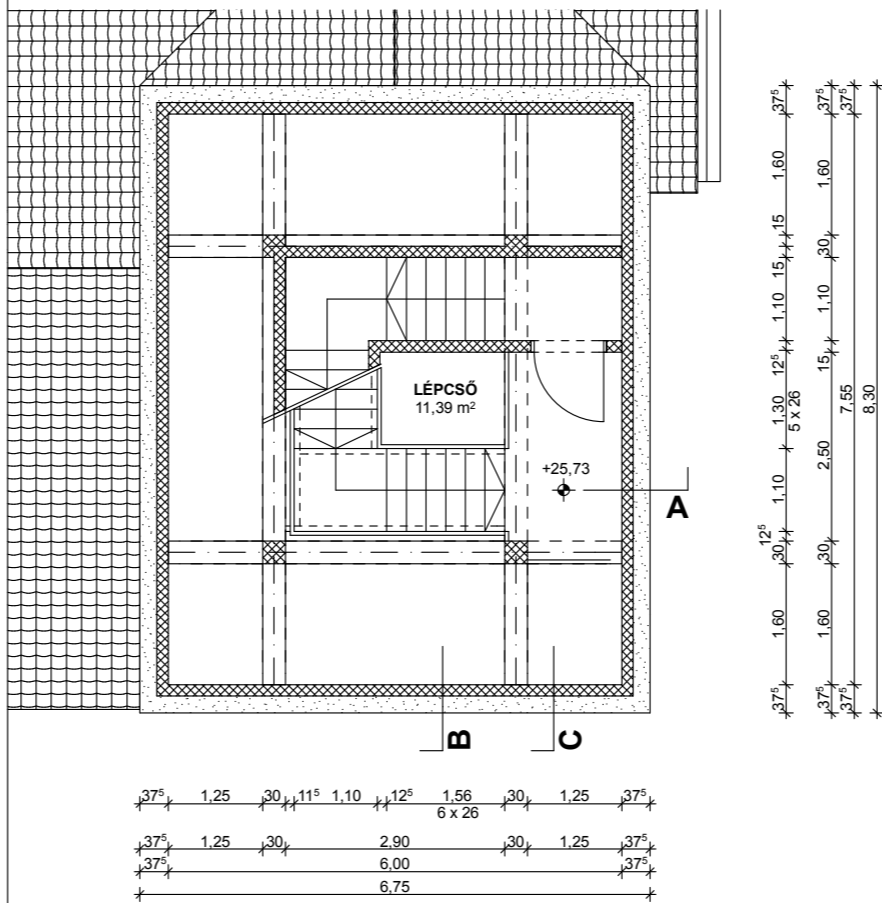 LÉPCSŐ
11,39 m²
+25,73
A
B
C
37⁵ 1,60 15 15 1,10 12⁵ 1,30 1,10 12⁵ 30 1,60 37⁵
5 x 26
37⁵ 1,60 30 1,10 15 2,50 30 1,60 37⁵
37⁵ 7,55 37⁵
8,30
37⁵ 1,25 30 11⁵ 1,10 12⁵ 1,56 30 1,25 37⁵
6 x 26
37⁵ 1,25 30 2,90 30 1,25 37⁵
37⁵ 6,00 37⁵
6,75